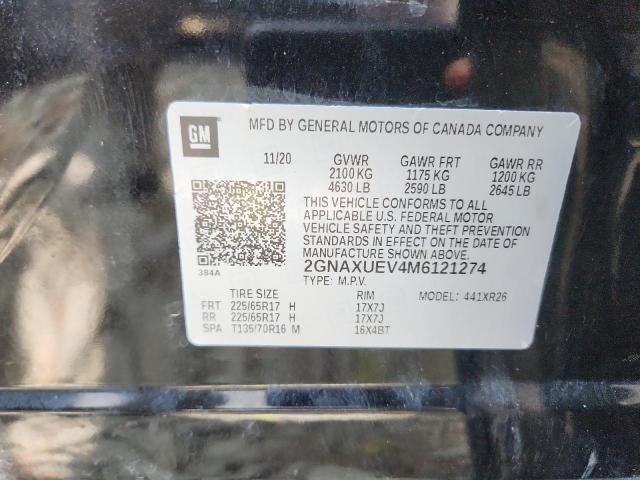 GM
MFD BY GENERAL MOTORS OF CANADA COMPANY
11/20 GVWR GAWR FRT GAWR RR
2100 KG 1175 KG 1200 KG
4630 LB 2590 LB 2645 LB
THIS VEHICLE CONFORMS TO ALL
APPLICABLE U.S. FEDERAL MOTOR
VEHICLE SAFETY AND THEFT PREVENTION
STANDARDS IN EFFECT ON THE DATE OF
MANUFACTURE SHOWN ABOVE.
2GNAXUEV4M6121274
384A
TYPE: M.P.V. MODEL: 441XR26
TIRE SIZE RIM
FRT 225/65R17 H 17X7J
RR 225/65R17 H 17X7J
SPA T135/70R16 M 16X4BT